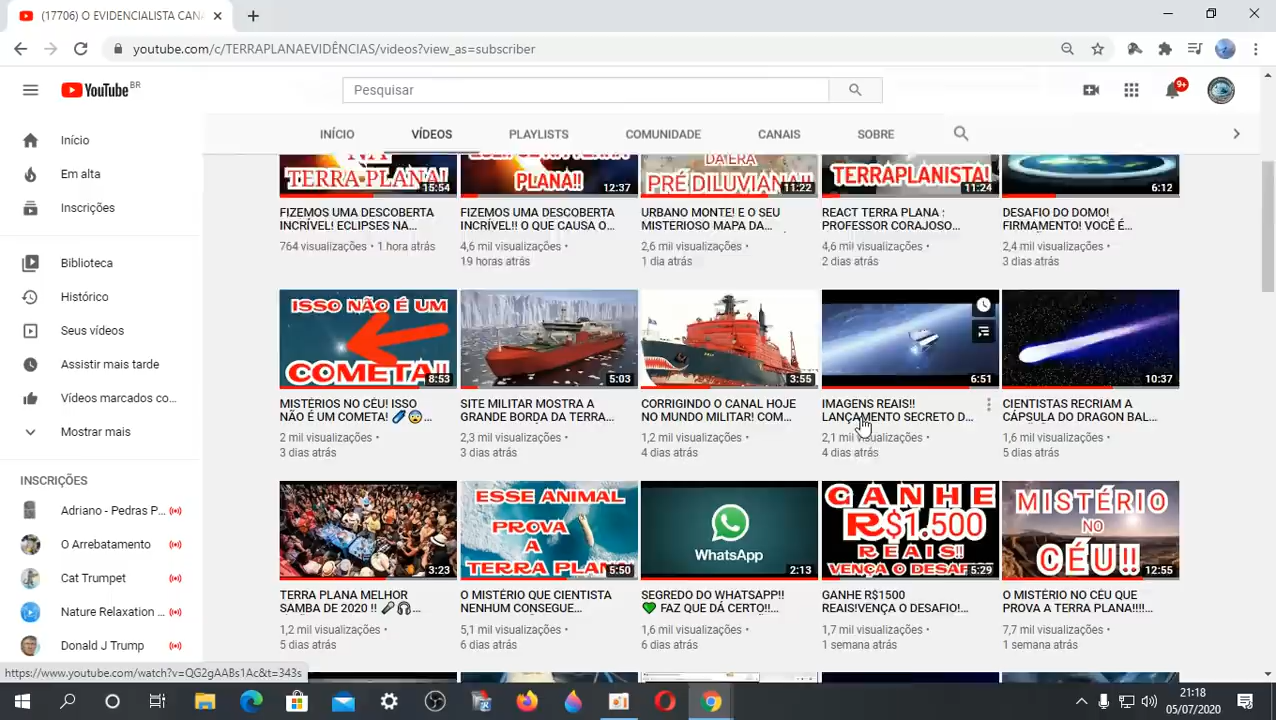 (17706) O EVIDENCIALISTA CAN
youtube.com/c/TERRAPLANAEVIDÊNCIAS/videos?view_as=subscriber
YouTube BR
Pesquisar
9+
INÍCIO VÍDEOS PLAYLISTS COMUNIDADE CANAIS SOBRE
Início
Em alta
Inscrições
Biblioteca
Histórico
Seus vídeos
Assistir mais tarde
Vídeos marcados co...
Mostrar mais
INSCRIÇÕES
Adriano - Pedras P...
O Arrebatamento
Cat Trumpet
Nature Relaxation ...
Donald J Trump
NA
TERRA PLANA!
15:54
PLANA!!
12:37
DA ERA
PRÉ DILUVIANA!!
11:22
TERRAPLANISTA!
11:24
6:12
FIZEMOS UMA DESCOBERTA
INCRÍVEL! ECLIPSES NA...
764 visualizações • 1 hora atrás
FIZEMOS UMA DESCOBERTA
INCRÍVEL!! O QUE CAUSA O...
4,6 mil visualizações •
19 horas atrás
URBANO MONTE! E O SEU
MISTERIOSO MAPA DA...
2,6 mil visualizações •
1 dia atrás
REACT TERRA PLANA :
PROFESSOR CORAJOSO...
4,6 mil visualizações •
2 dias atrás
DESAFIO DO DOMO!
FIRMAMENTO! VOCÊ É...
2,4 mil visualizações •
3 dias atrás
ISSO NÃO É UM
COMETA!!
8:53
5:03
3:55
6:51
10:37
MISTÉRIOS NO CÉU! ISSO
NÃO É UM COMETA! ...
2 mil visualizações •
3 dias atrás
SITE MILITAR MOSTRA A
GRANDE BORDA DA TERRA...
2,3 mil visualizações •
3 dias atrás
CORRIGINDO O CANAL HOJE
NO MUNDO MILITAR! COM...
1,2 mil visualizações •
4 dias atrás
IMAGENS REAIS!!
LANÇAMENTO SECRETO D...
2,1 mil visualizações •
4 dias atrás
CIENTISTAS RECRIAM A
CÁPSULA DO DRAGON BAL...
1,6 mil visualizações •
5 dias atrás
3:23
ESSE ANIMAL
PROVA
A
TERRA PLAN
5:50
WhatsApp
2:13
GANHE
R$1.500
REAIS!!
VENÇA O DESAF
5:29
MISTÉRIO
NO
CÉU!!
12:55
TERRA PLANA MELHOR
SAMBA DE 2020 !! ...
1,2 mil visualizações •
5 dias atrás
O MISTÉRIO QUE CIENTISTA
NENHUM CONSEGUE...
5,1 mil visualizações •
6 dias atrás
SEGREDO DO WHATSAPP!!
FAZ QUE DÁ CERTO!!...
1,6 mil visualizações •
6 dias atrás
GANHE R$1500
REAIS:VENÇA O DESAFIO!...
1,7 mil visualizações •
1 semana atrás
O MISTÉRIO NO CÉU QUE
PROVA A TERRA PLANA!!!!...
7,7 mil visualizações •
1 semana atrás
https://www.youtube.com/watch?v=QG2gAABs1Ac&t=343s
21:18
05/07/2020